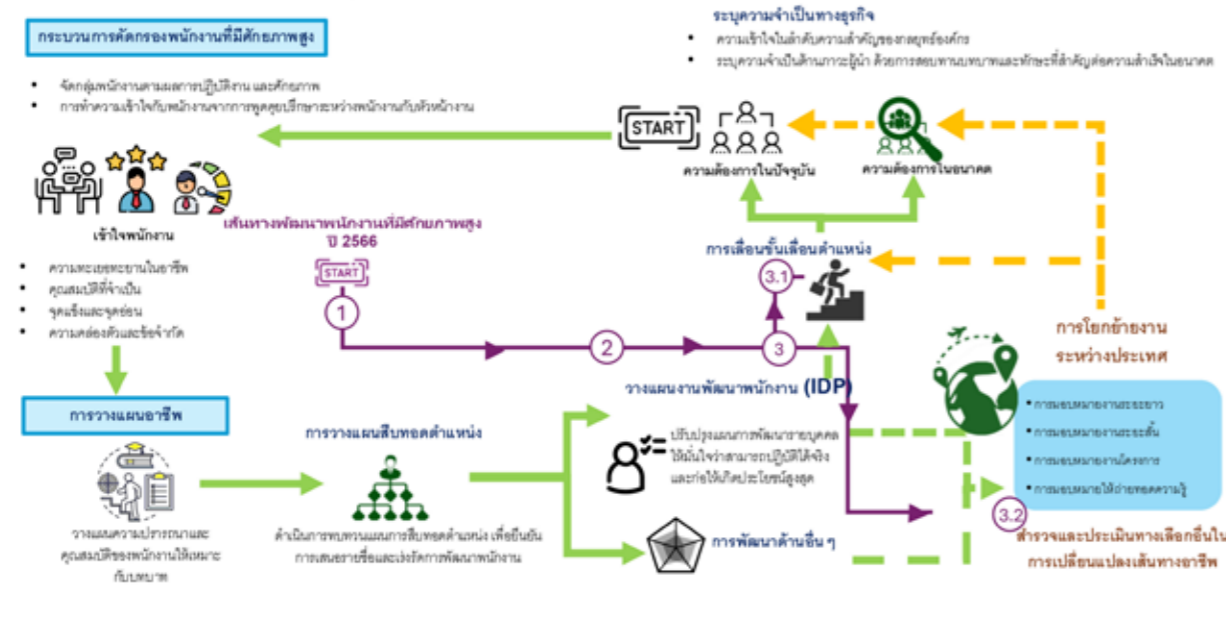 ระบุความจำเป็นทางธุรกิจ
• ความเข้าใจในลำดับความสำคัญของกลยุทธ์องค์กร
• ระบุความจำเป็นด้านภาวะผู้นำ ด้วยการสอบทานบทบาทและทักษะที่สำคัญต่อความสำเร็จในอนาคต
กระบวนการคัดกรองพนักงานที่มีศักยภาพสูง
• จัดกลุ่มพนักงานตามผลการปฏิบัติงาน และศักยภาพ
• การทำความเข้าใจกับพนักงานจากการพูดคุยปรึกษาระหว่างพนักงานกับหัวหน้างาน
START
ความต้องการในปัจจุบัน
ความต้องการในอนาคต
เข้าใจพนักงาน
• ความทะเยอทะยานในอาชีพ
• คุณสมบัติที่จำเป็น
• จุดแข็งและจุดอ่อน
• ความคล่องตัวและข้อจำกัด
เส้นทางพัฒนาพนักงานที่มีศักยภาพสูง
ปี 2566
START
1
2
3
3.1
การเลื่อนขั้นเลื่อนตำแหน่ง
การโยกย้ายงาน
ระหว่างประเทศ
• การมอบหมายงานระยะยาว
• การมอบหมายงานระยะสั้น
• การมอบหมายงานโครงการ
• การมอบหมายให้ถ่ายทอดความรู้
3.2
สำรวจและประเมินทางเลือกอื่นใน
การเปลี่ยนแปลงเส้นทางอาชีพ
การวางแผนอาชีพ
วางแผนความปรารถนาและ
คุณสมบัติของพนักงานให้เหมาะ
กับบทบาท
การวางแผนสืบทอดตำแหน่ง
ดำเนินการทบทวนแผนการสืบทอดตำแหน่ง เพื่อยืนยัน
การเสนอรายชื่อและเร่งรัดการพัฒนาพนักงาน
วางแผนงานพัฒนาพนักงาน (IDP)
ปรับปรุงแผนการพัฒนารายบุคคล
ให้มั่นใจว่าสามารถปฏิบัติได้จริง
และก่อให้เกิดประโยชน์สูงสุด
การพัฒนาด้านอื่น ๆ